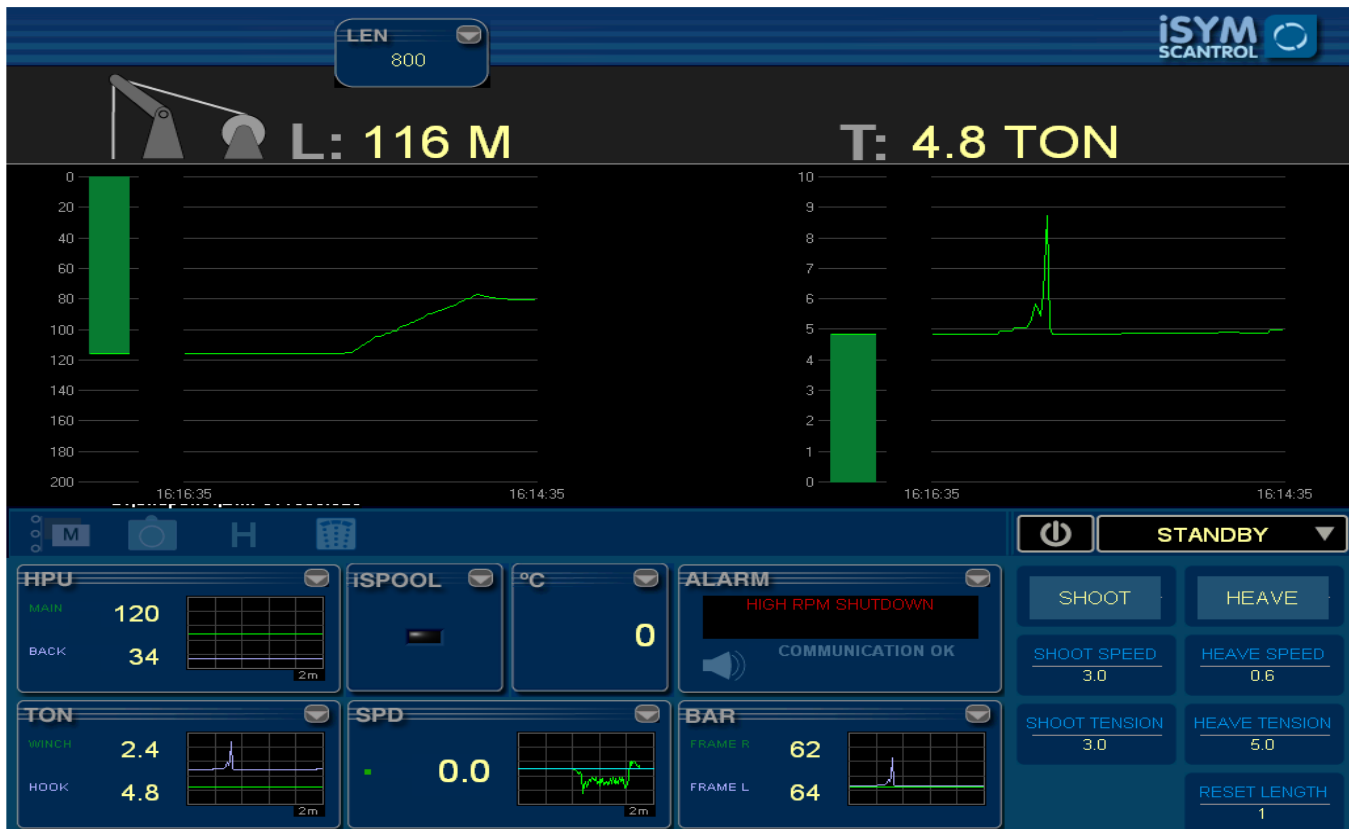 LEN
800
iSYM
SCANTROL
L: 116 M
T: 4.8 TON
0
20
40
60
80
100
120
140
160
180
200
16:16:35
16:14:35
10
9
8
7
6
5
4
3
2
1
0
16:16:35
16:14:35
M
H
STANDBY
HPU
MAIN 120
BACK 34
2m
iSPOOL
°C
0
ALARM
HIGH RPM SHUTDOWN
COMMUNICATION OK
SHOOT
HEAVE
SHOOT SPEED
3.0
HEAVE SPEED
0.6
TON
WINCH 2.4
HOOK 4.8
2m
SPD
0.0
2m
BAR
FRAME R 62
FRAME L 64
SHOOT TENSION
3.0
HEAVE TENSION
5.0
RESET LENGTH
1